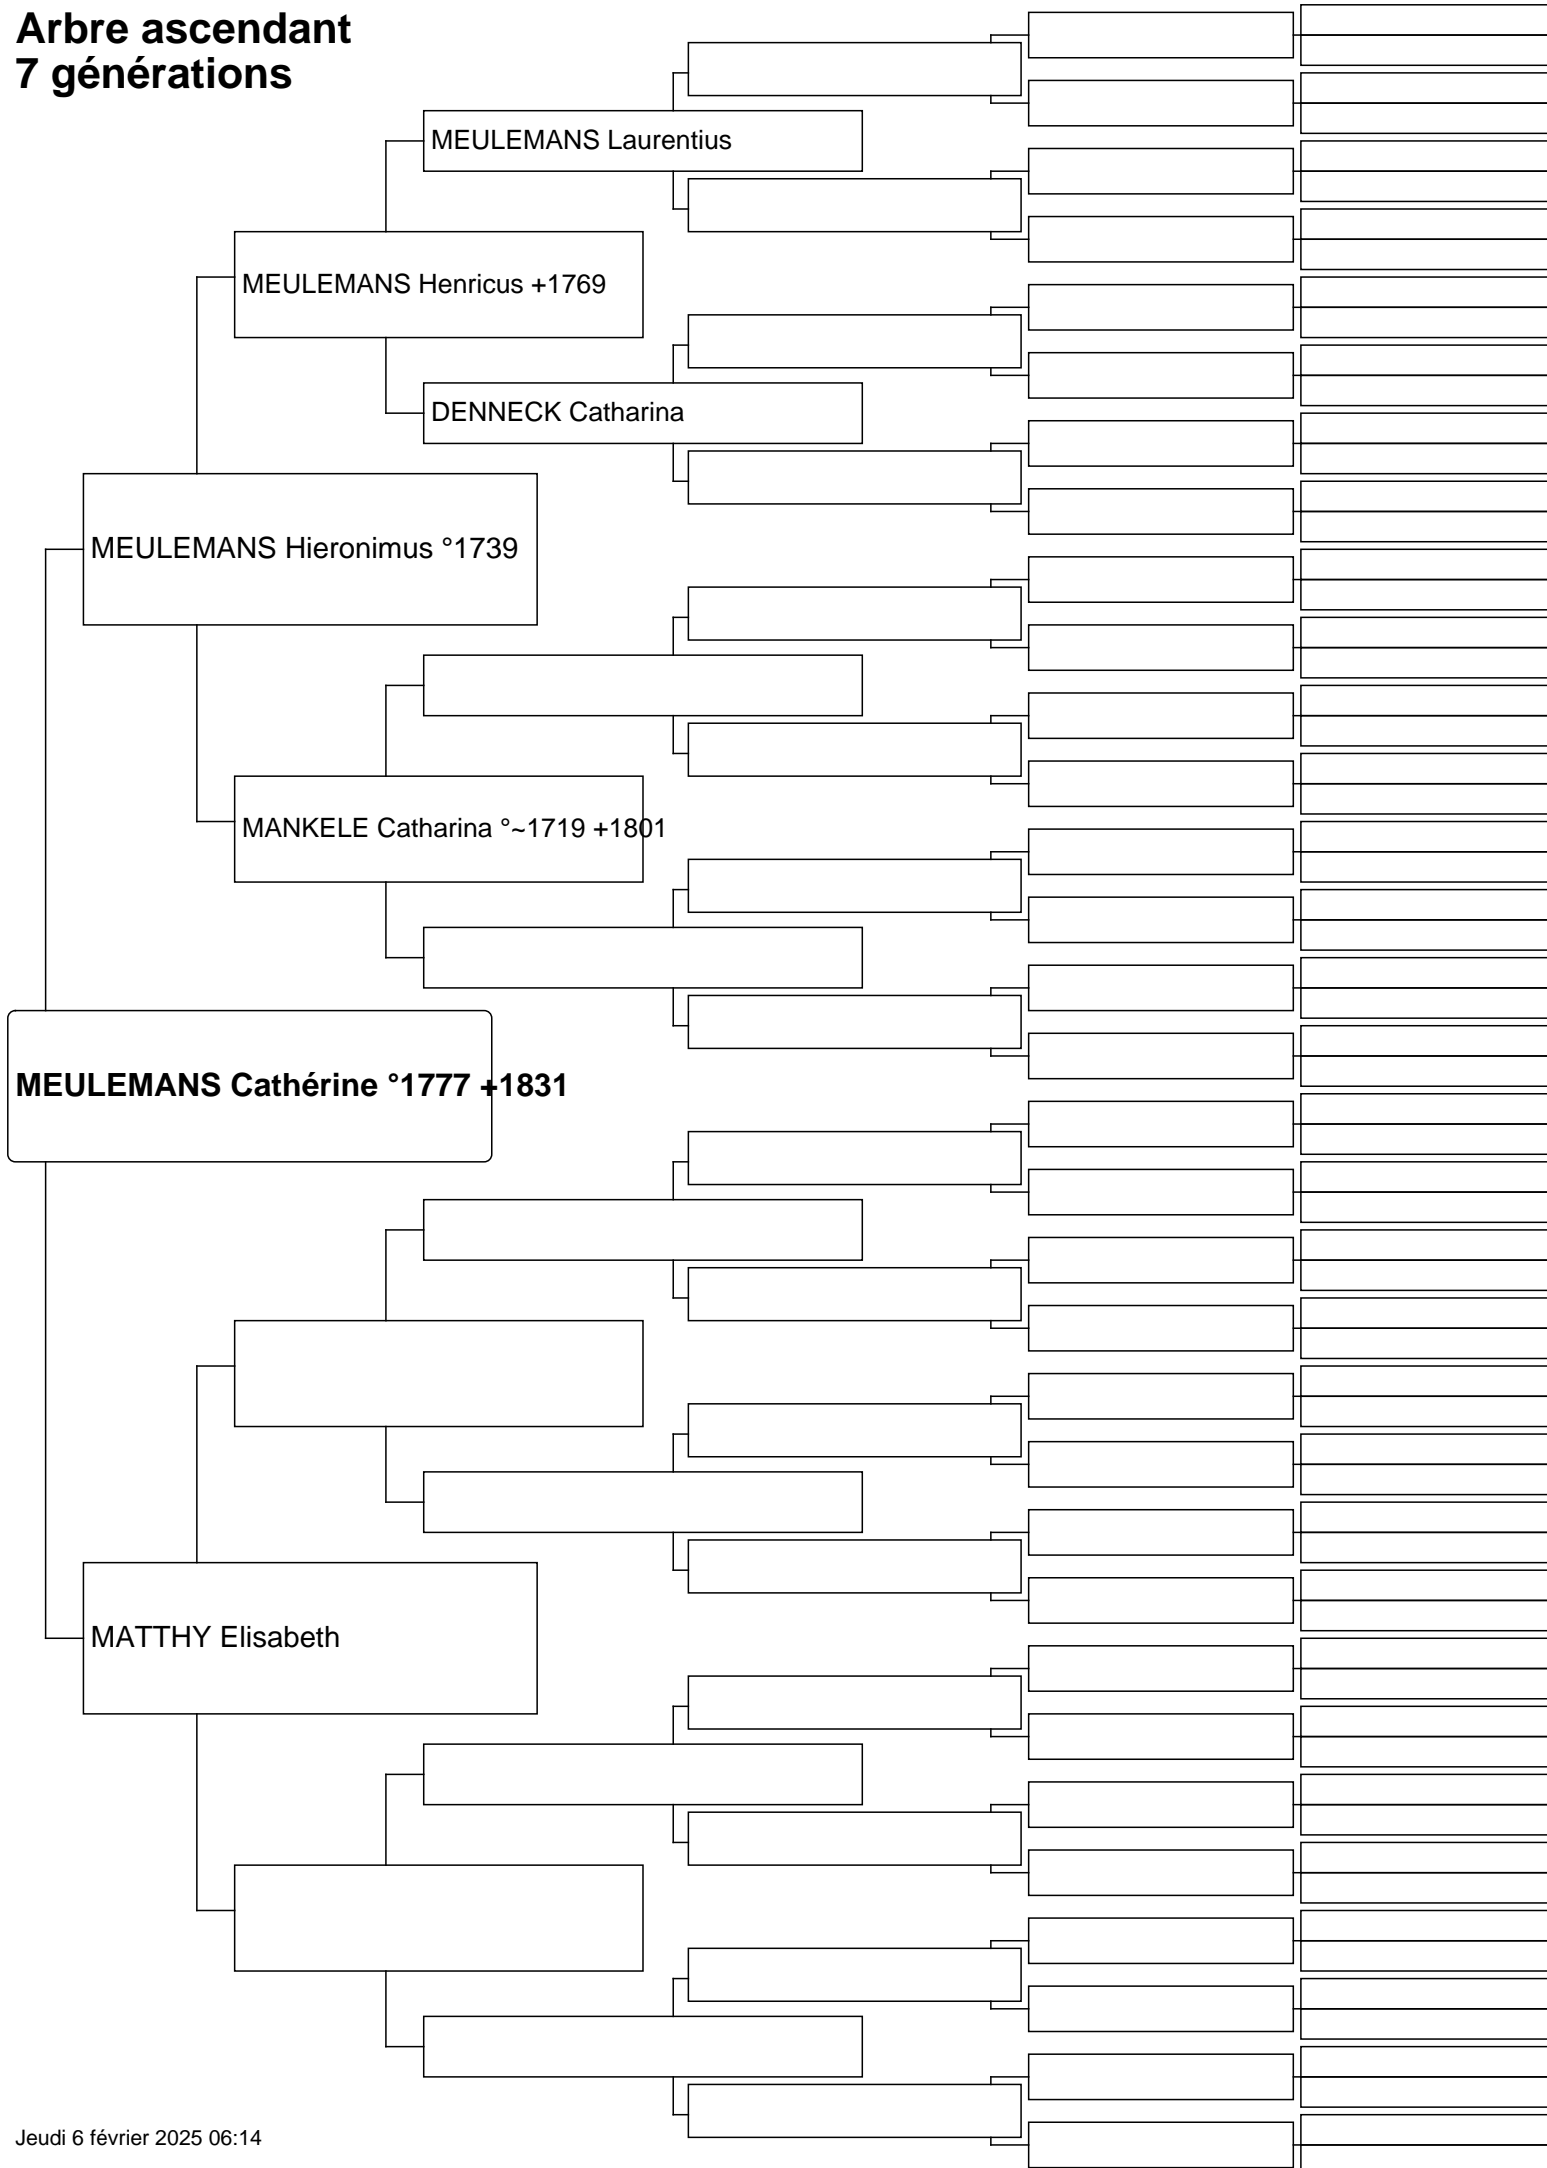 Arbre ascendant
7 générations
MEULEMANS Laurentius
MEULEMANS Henricus +1769
DENNECK Catharina
MEULEMANS Hieronimus °1739
MANKELE Catharina °~1719 +1801
MEULEMANS Cathérine °1777 +1831
MATTHY Elisabeth
Jeudi 6 février 2025 06:14